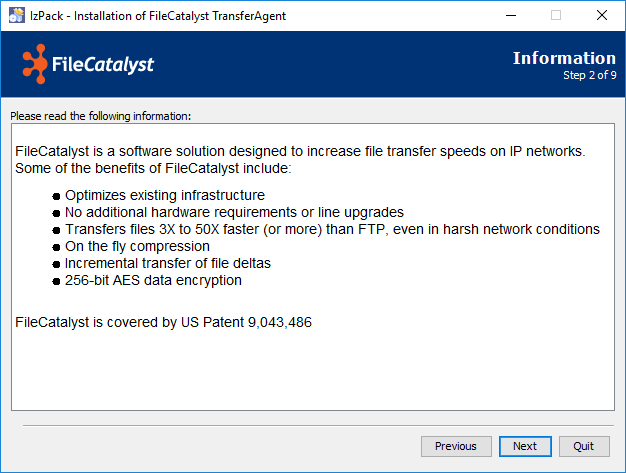 IzPack - Installation of FileCatalyst TransferAgent
FileCatalyst
Information
Step 2 of 9
Please read the following information:
FileCatalyst is a software solution designed to increase file transfer speeds on IP networks.
Some of the benefits of FileCatalyst include:
● Optimizes existing infrastructure
● No additional hardware requirements or line upgrades
● Transfers files 3X to 50X faster (or more) than FTP, even in harsh network conditions
● On the fly compression
● Incremental transfer of file deltas
● 256-bit AES data encryption
FileCatalyst is covered by US Patent 9,043,486
Previous Next Quit